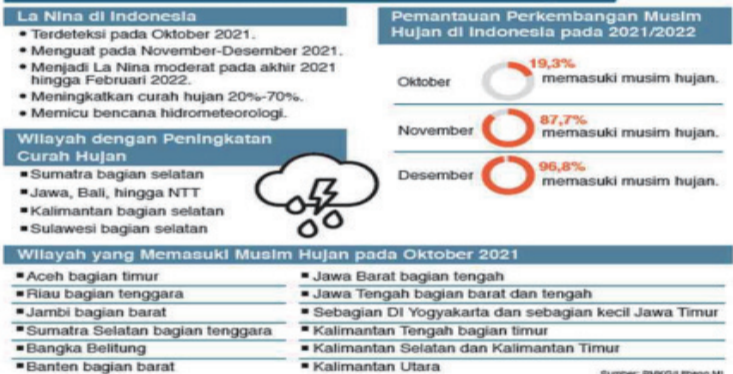 La Nina di Indonesia
• Terdeteksi pada Oktober 2021.
• Menguat pada November-Desember 2021.
• Menjadi La Nina moderat pada akhir 2021
hingga Februari 2022.
• Meningkatkan curah hujan 20%-70%.
• Memicu bencana hidrometeorologi.
Wilayah dengan Peningkatan
Curah Hujan
▪ Sumatra bagian selatan
▪ Jawa, Bali, hingga NTT
▪ Kalimantan bagian selatan
▪ Sulawesi bagian selatan
Pemantauan Perkembangan Musim
Hujan di Indonesia pada 2021/2022
Oktober
19,3%
memasuki musim hujan.
November
87,7%
memasuki musim hujan.
Desember
96,8%
memasuki musim hujan.
Wilayah yang Memasuki Musim Hujan pada Oktober 2021
▪ Aceh bagian timur
▪ Riau bagian tenggara
▪ Jambi bagian barat
▪ Sumatra Selatan bagian tenggara
▪ Bangka Belitung
▪ Banten bagian barat
▪ Jawa Barat bagian tengah
▪ Jawa Tengah bagian barat dan tengah
▪ Sebagian DI Yogyakarta dan sebagian kecil Jawa Timur
▪ Kalimantan Tengah bagian timur
▪ Kalimantan Selatan dan Kalimantan Timur
▪ Kalimantan Utara